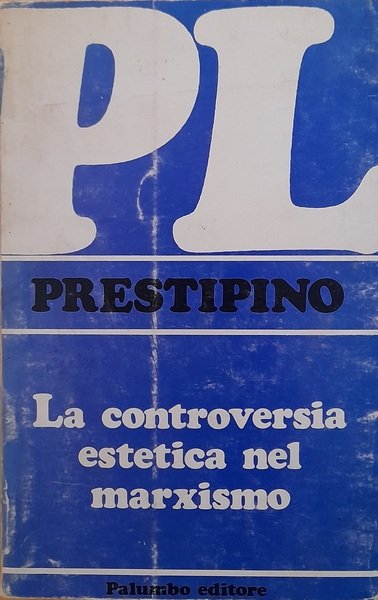 PL
PRESTIPINO
La controversia
estetica nel
marxismo
Palumbo editore